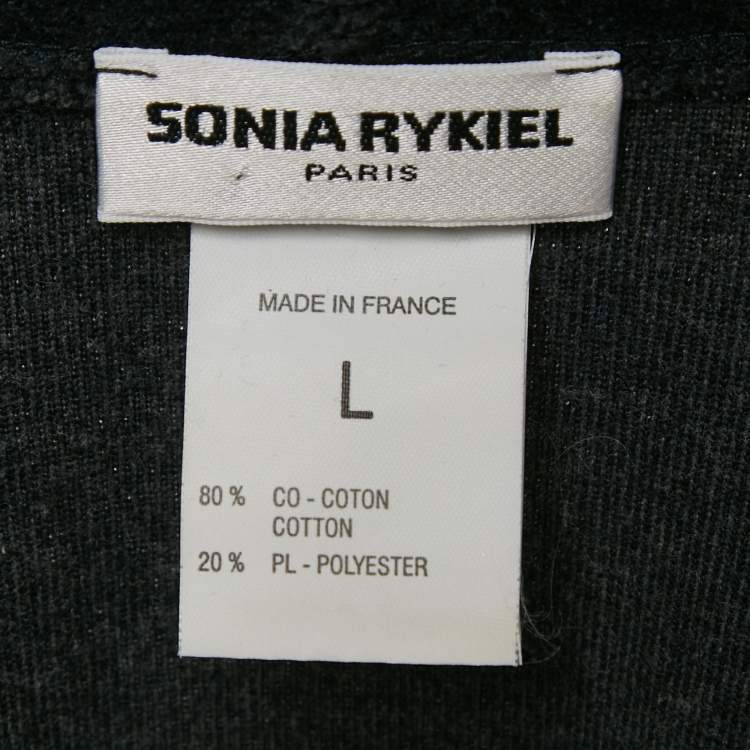 SONIA RYKIEL
PARIS
MADE IN FRANCE
L
80 % CO - COTON
COTTON
20 % PL - POLYESTER